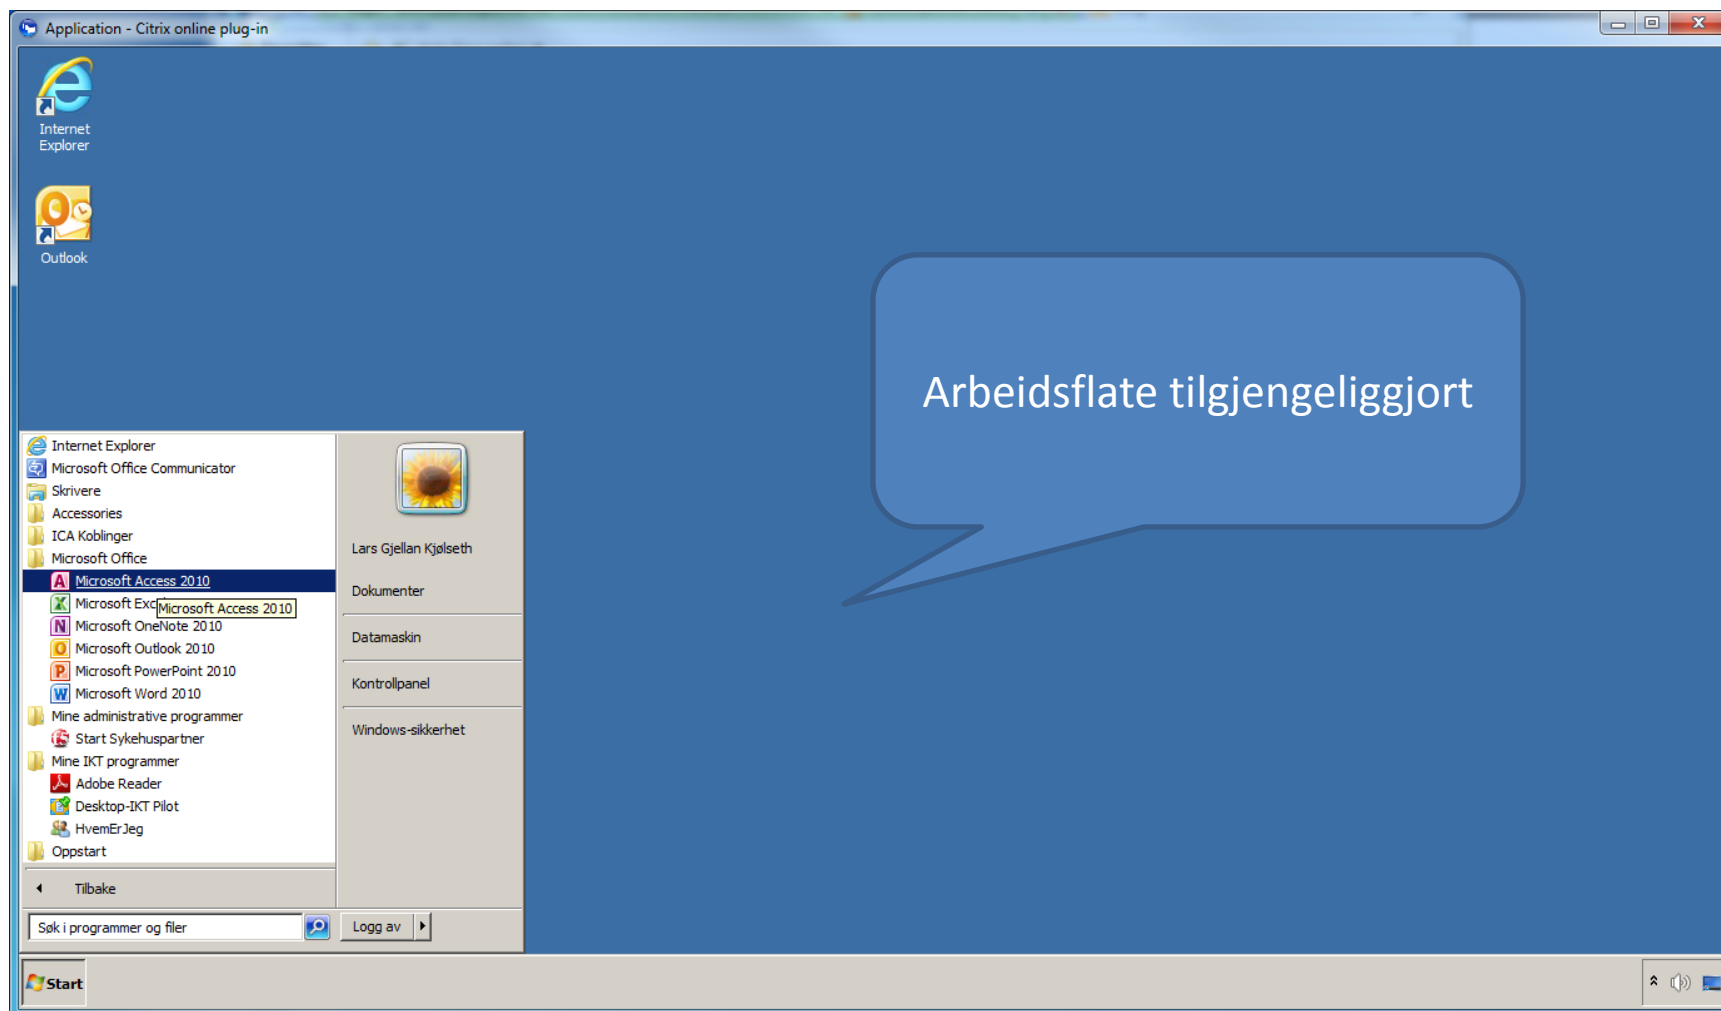 Application - Citrix online plug-in
Internet
Explorer
Outlook
Arbeidsflate tilgjengeliggjort
Internet Explorer
Microsoft Office Communicator
Skrivere
Accessories
ICA Koblinger
Microsoft Office
Microsoft Access 2010
Microsoft Exc
Microsoft Access 2010
Microsoft OneNote 2010
Microsoft Outlook 2010
Microsoft PowerPoint 2010
Microsoft Word 2010
Mine administrative programmer
Start Sykehuspartner
Mine IKT programmer
Adobe Reader
Desktop-IKT Pilot
HvemErJeg
Oppstart
Tilbake
Søk i programmer og filer
Lars Gjellan Kjølseth
Dokumenter
Datamaskin
Kontrollpanel
Windows-sikkerhet
Logg av
Start